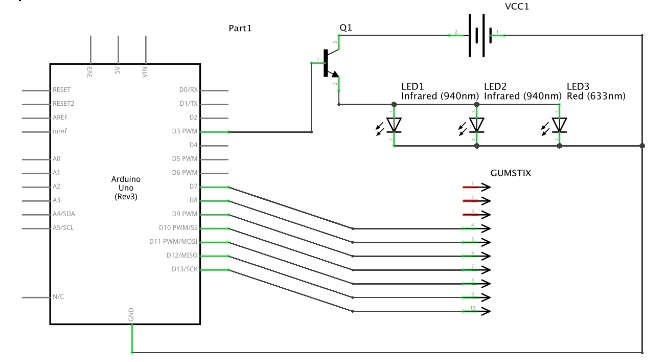 Part1
Q1
VCC1
3V3
5V
VIN
RESET
RESET2
AREF
ioref
A0
A1
A2
A3
A4/SDA
A5/SCL
N/C
Arduino
Uno
(Rev3)
D0/RX
D1/TX
D2
D3 PWM
D4
D5 PWM
D6 PWM
D7
D8
D9 PWM
D10 PWM/SS
D11 PWM/MOSI
D12/MISO
D13/SCK
GND
LED1
Infrared (940nm)
LED2
Infrared (940nm)
LED3
Red (633nm)
GUMSTIX